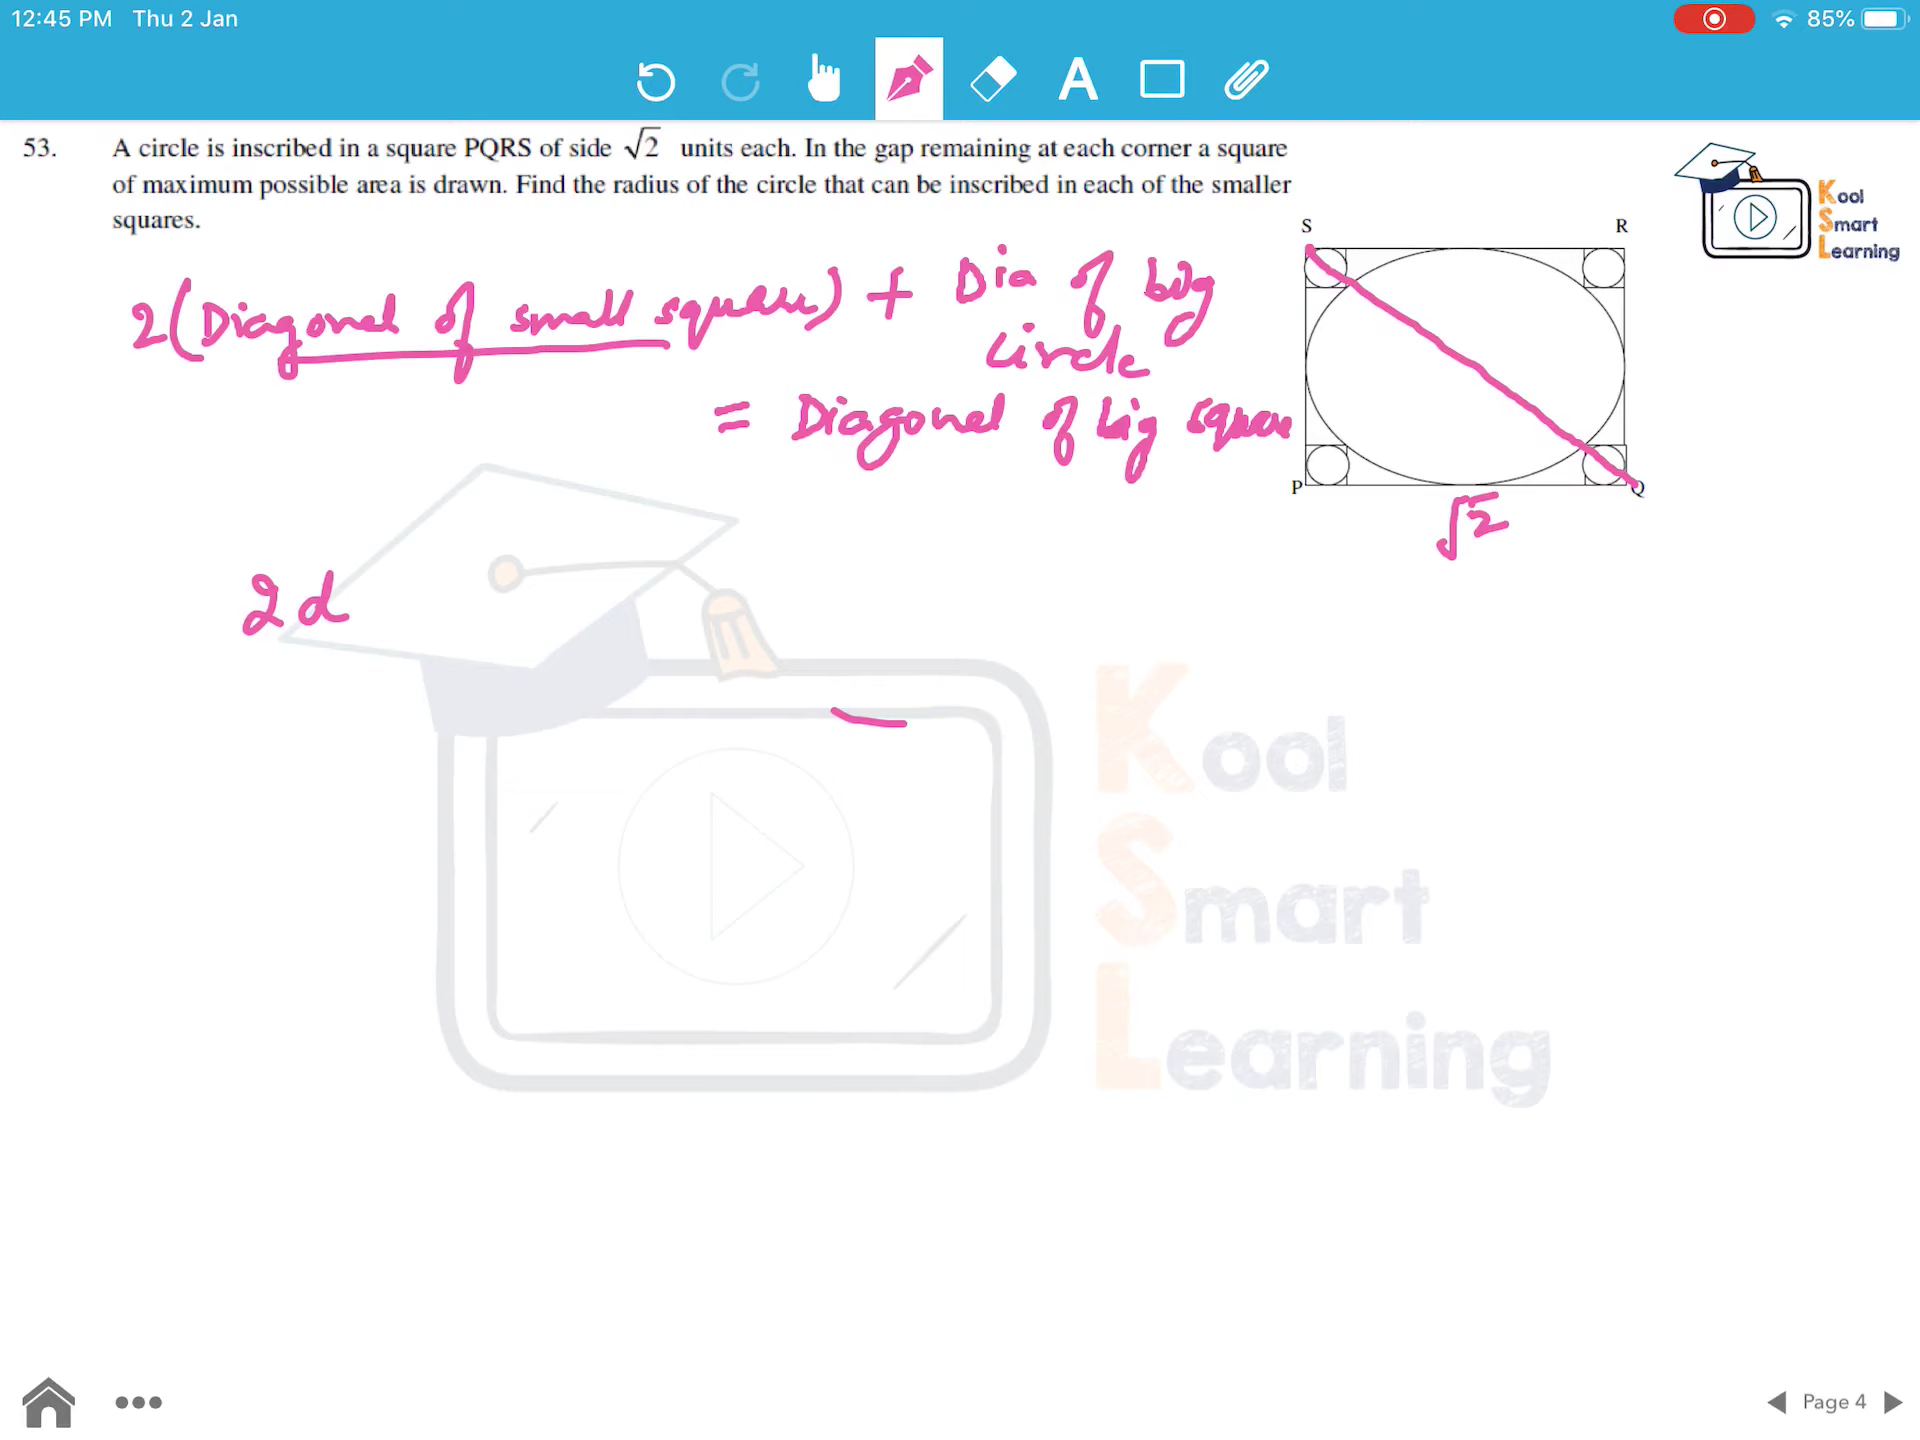 12:45 PM Thu 2 Jan
85%
A
53. A circle is inscribed in a square PQRS of side √2 units each. In the gap remaining at each corner a square
of maximum possible area is drawn. Find the radius of the circle that can be inscribed in each of the smaller
squares.
Kool
Smart
Learning
S R
2(Diagonal of small square) + Dia of big
circle
= Diagonal of big square
P Q
√2
2d
Kool
Smart
Learning
Page 4